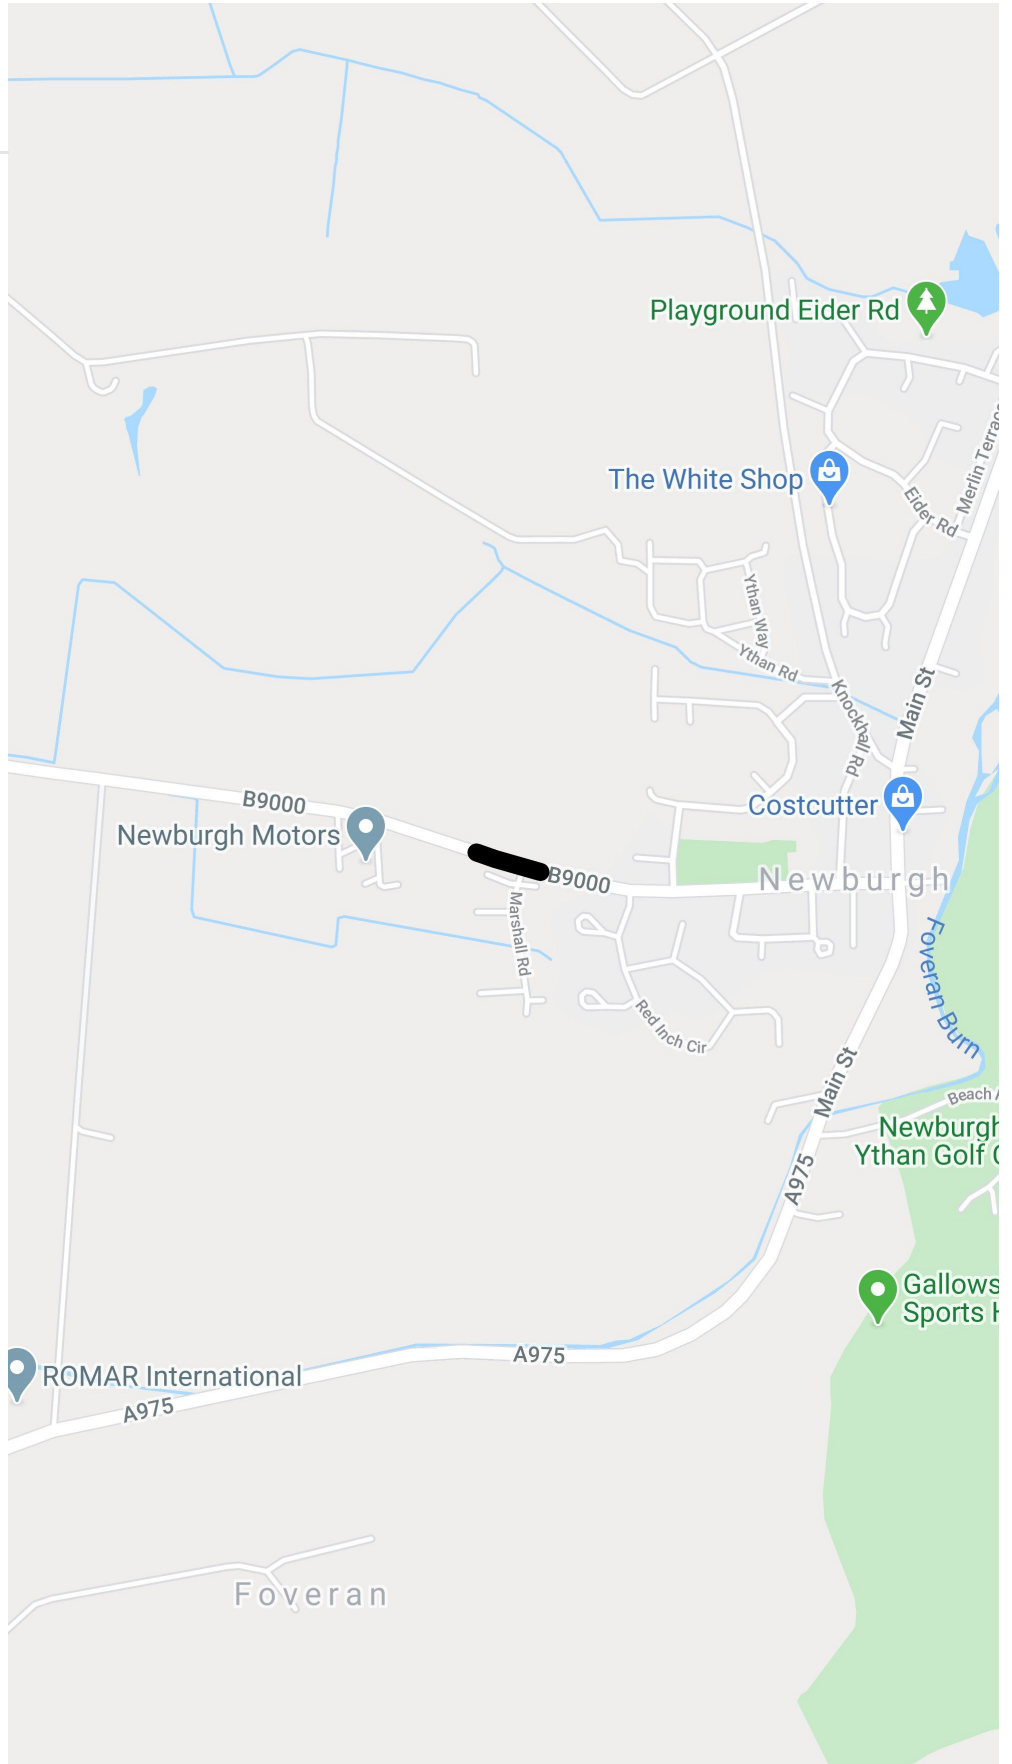 Playground Eider Rd
Merlin Terrace
The White Shop
Eider Rd
Ythan Way
Ythan Rd
Knockhall Rd
Main St
B9000
Costcutter
Newburgh Motors
B9000
Newburgh
Marshall Rd
Foveran Burn
Red Inch Cir
Main St
Beach
Newburgh
Ythan Golf
A975
Gallows
Sports
A975
ROMAR International
A975
Foveran